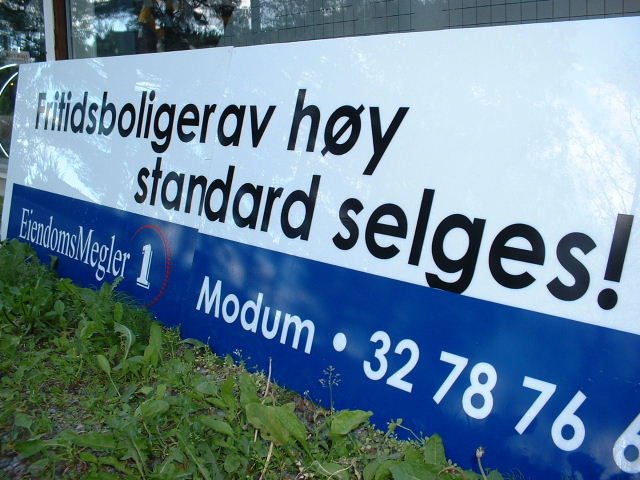 Fritidsboliger av høy
standard selges!
EiendomsMegler 1
Modum • 32 78 76 6